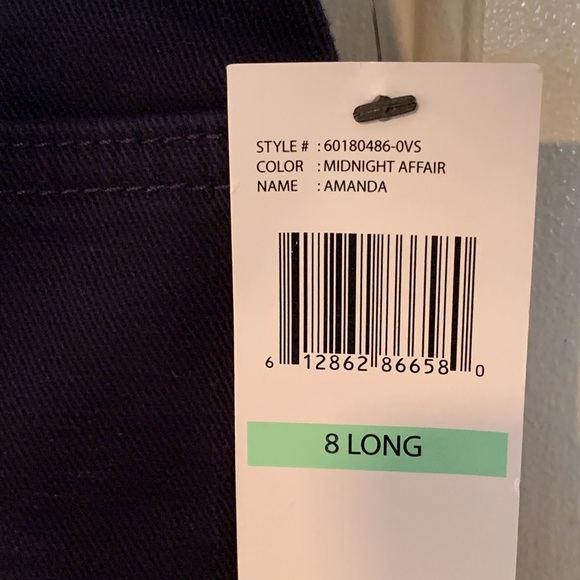 STYLE # : 60180486-0VS
COLOR : MIDNIGHT AFFAIR
NAME : AMANDA
6 12862 86658 0
8 LONG